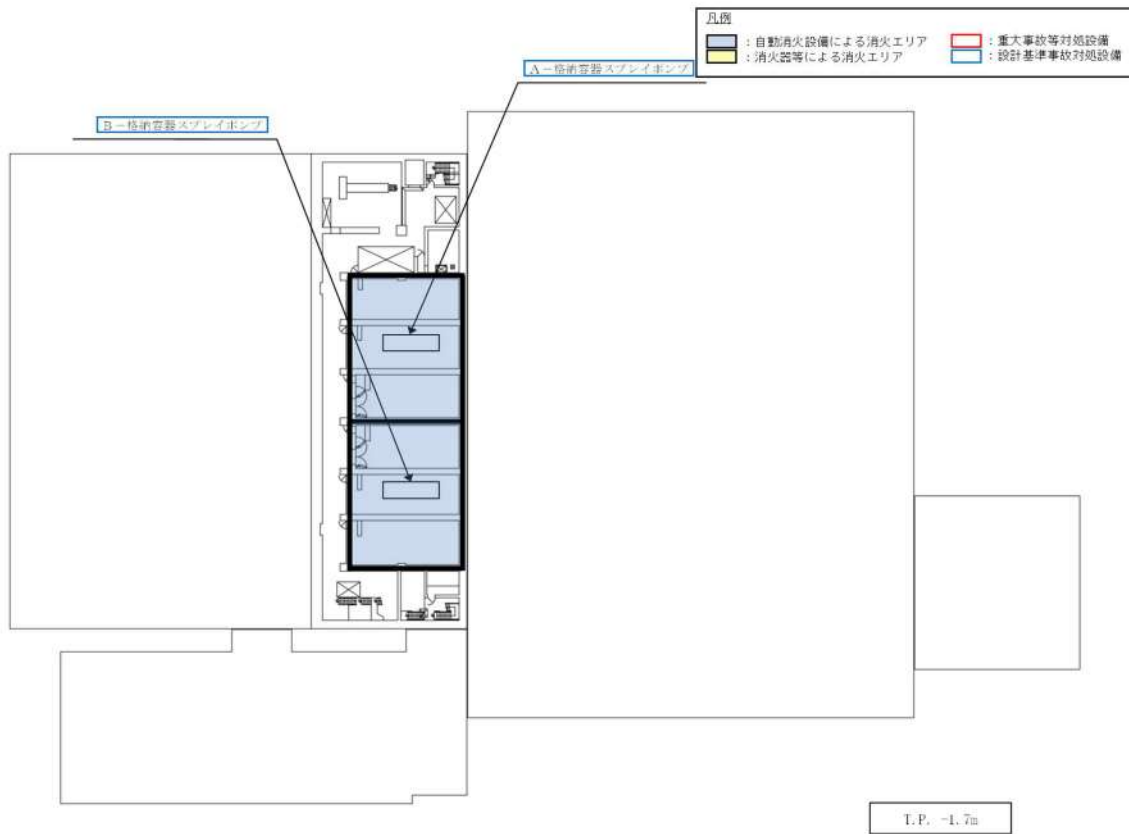 凡例
：自動消火設備による消火エリア
：重大事故等対処設備
：消火器等による消火エリア
：設計基準事故対処設備
A－格納容器スプレイポンプ
B－格納容器スプレイポンプ
T.P. -1.7m